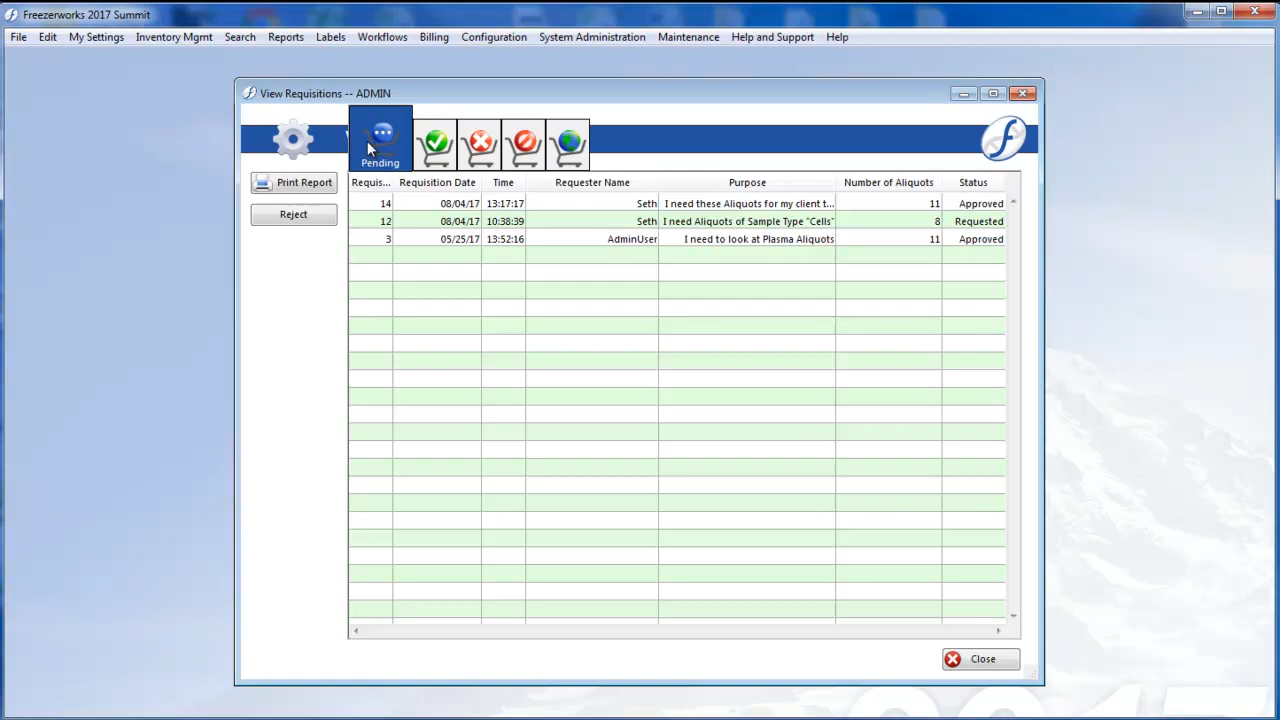 Freezerworks 2017 Summit
File Edit My Settings Inventory Mgmt Search Reports Labels Workflows Billing Configuration System Administration Maintenance Help and Support Help
View Requisitions -- ADMIN
Pending
Print Report
Reject
Requis... Requisition Date Time Requester Name Purpose Number of Aliquots Status
14 08/04/17 13:17:17 Seth I need these Aliquots for my client t... 11 Approved
12 08/04/17 10:38:39 Seth I need Aliquots of Sample Type "Cells" 8 Requested
3 05/25/17 13:52:16 AdminUser I need to look at Plasma Aliquots 11 Approved
Close